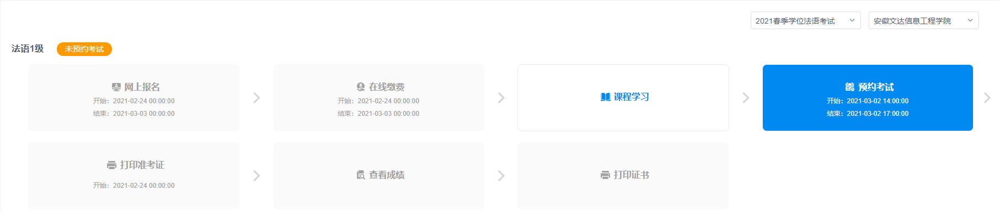 2021春季学位法语考试
安徽文达信息工程学院
法语1级
未预约考试
网上报名
开始：2021-02-24 00:00:00
结束：2021-03-03 00:00:00
在线缴费
开始：2021-02-24 00:00:00
结束：2021-03-03 00:00:00
课程学习
预约考试
开始：2021-03-02 14:00:00
结束：2021-03-02 17:00:00
打印准考证
开始：2021-02-24 00:00:00
查看成绩
打印证书